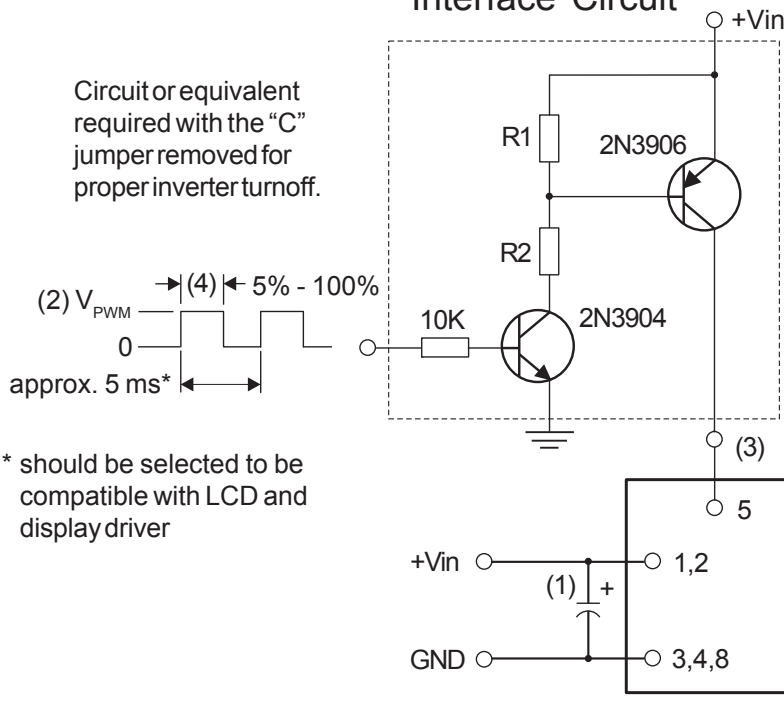 Interface Circuit
+Vin
Circuit or equivalent
required with the “C”
jumper removed for
proper inverter turnoff.
R1
2N3906
R2
(4) 5% - 100%
(2) VPWM
10K
2N3904
0
approx. 5 ms*
(3)
* should be selected to be
compatible with LCD and
display driver
5
+Vin
1,2
(1)
+
GND
3,4,8